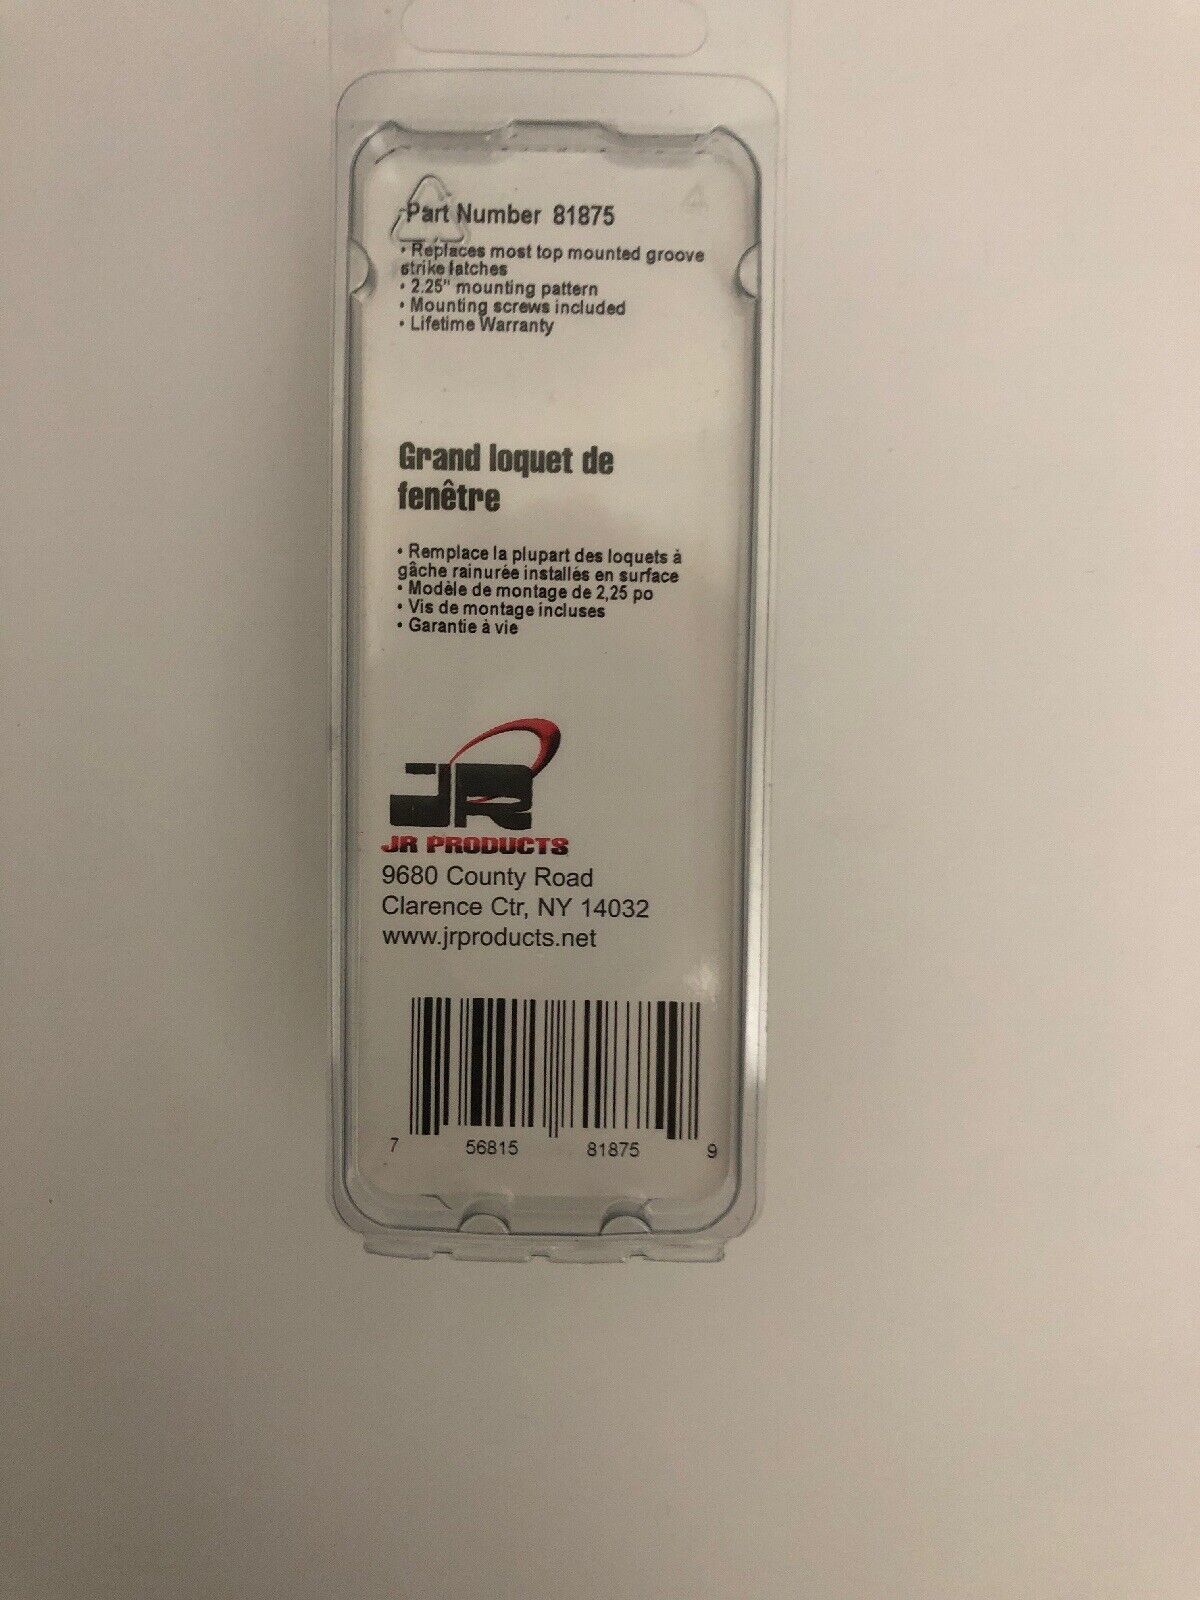 Part Number 81875
• Replaces most top mounted groove
strike latches
• 2.25" mounting pattern
• Mounting screws included
• Lifetime Warranty
Grand loquet de
fenêtre
• Remplace la plupart des loquets à
gâche rainurée installés en surface
• Modèle de montage de 2,25 po
• Vis de montage incluses
• Garantie à vie
JR
JR PRODUCTS
9680 County Road
Clarence Ctr, NY 14032
www.jrproducts.net
7 56815 81875 9